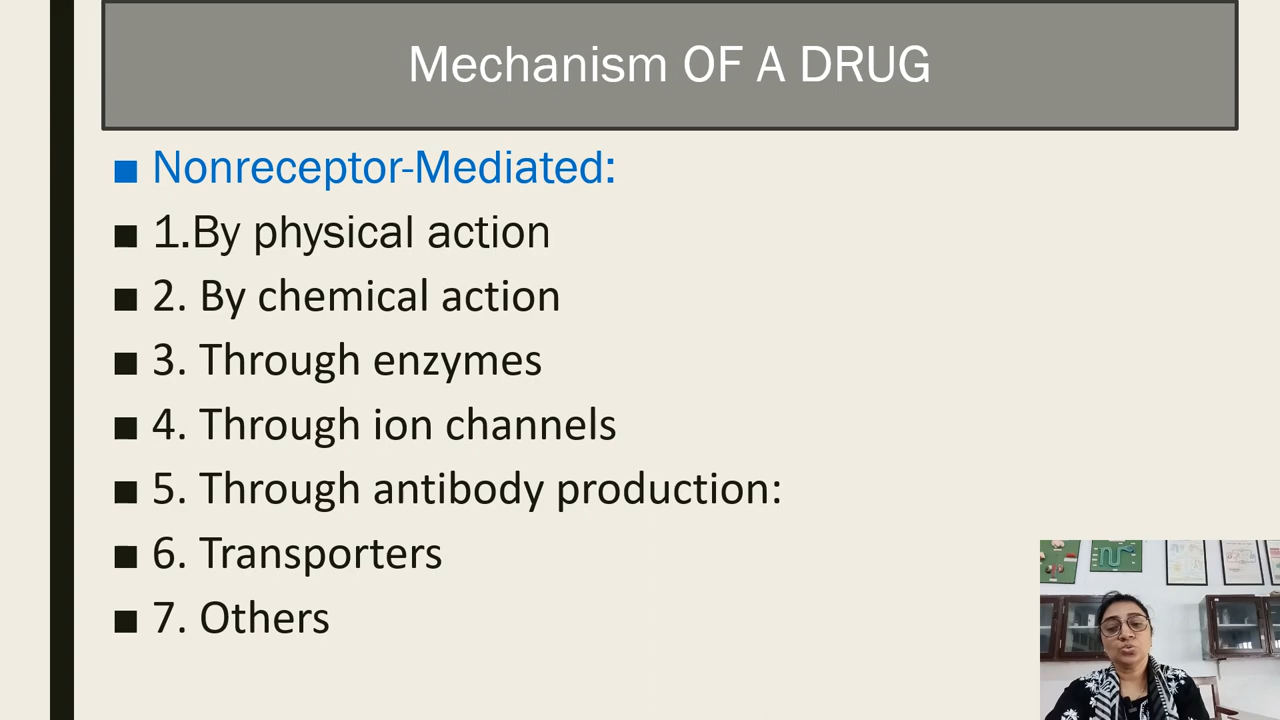 Mechanism OF A DRUG
Nonreceptor-Mediated:
1.By physical action
2. By chemical action
3. Through enzymes
4. Through ion channels
5. Through antibody production:
6. Transporters
7. Others